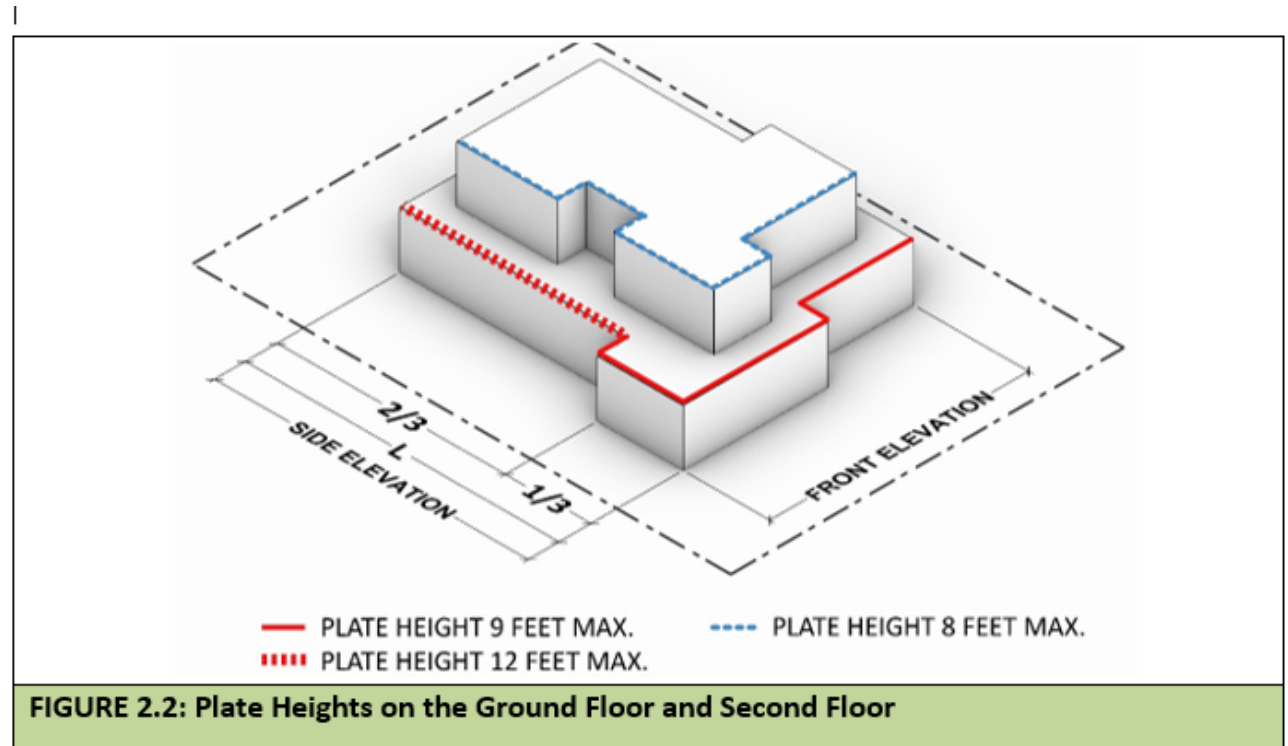 2/3
L
SIDE ELEVATION
1/3
FRONT ELEVATION
PLATE HEIGHT 9 FEET MAX.
PLATE HEIGHT 8 FEET MAX.
PLATE HEIGHT 12 FEET MAX.
FIGURE 2.2: Plate Heights on the Ground Floor and Second Floor